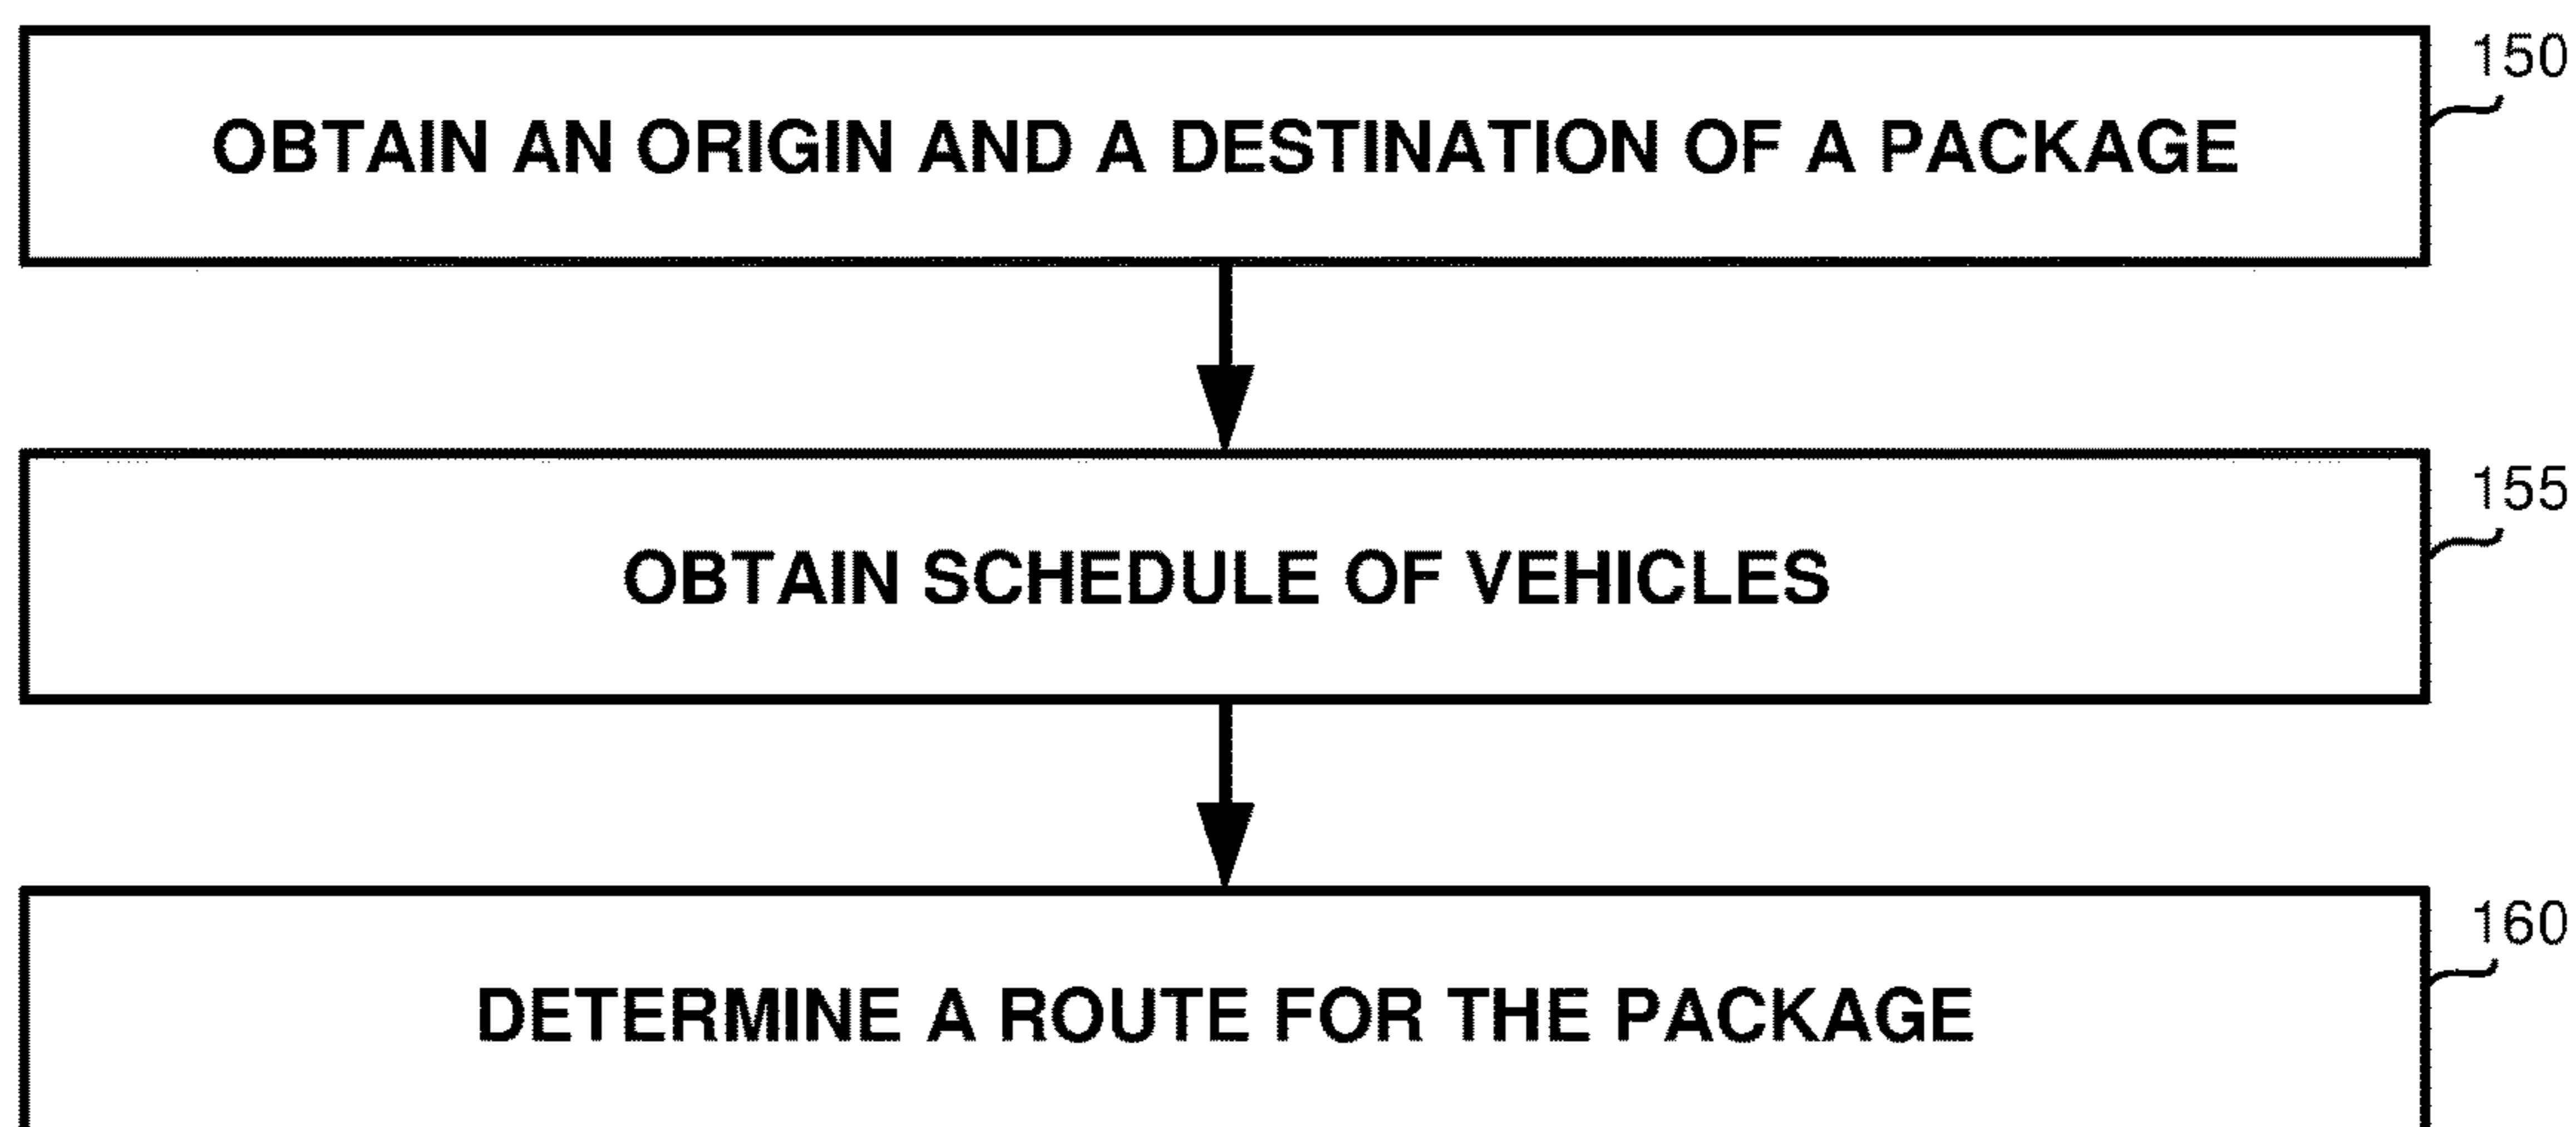 150
OBTAIN AN ORIGIN AND A DESTINATION OF A PACKAGE
155
OBTAIN SCHEDULE OF VEHICLES
160
DETERMINE A ROUTE FOR THE PACKAGE